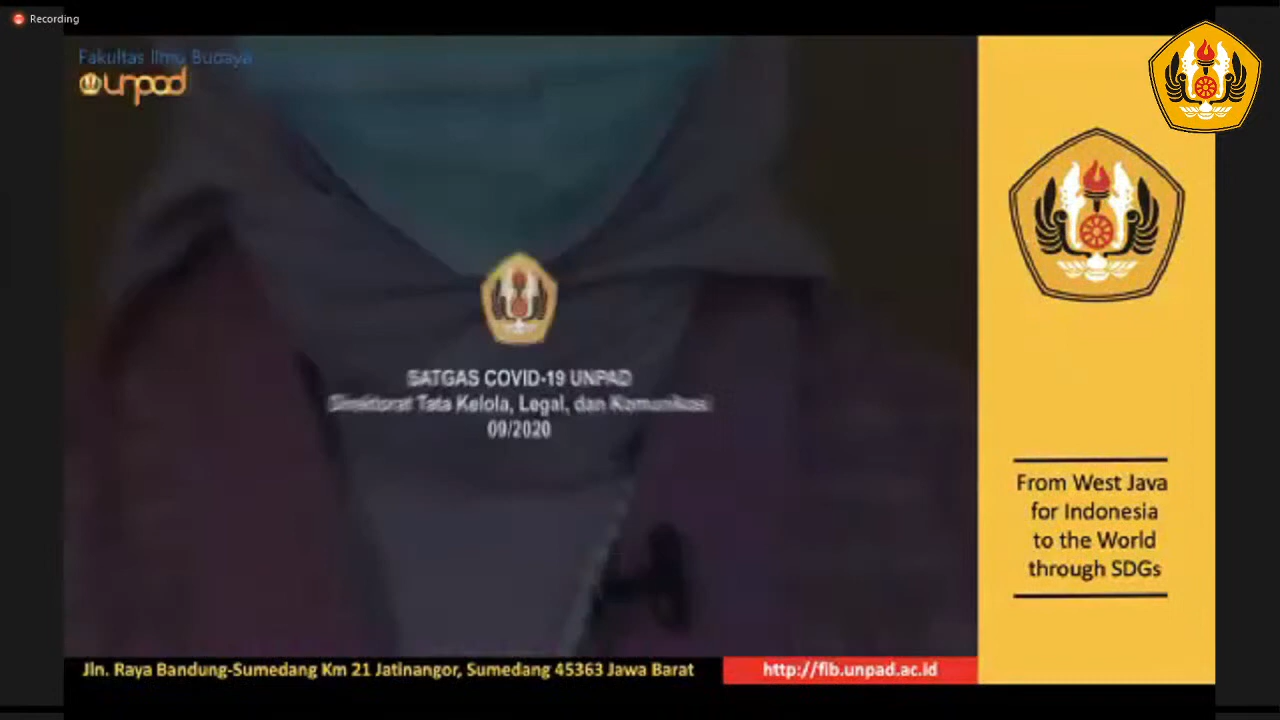 Recording
Fakultas Ilmu Budaya
unpad
SATGAS COVID-19 UNPAD
Direktorat Tata Kelola, Legal, dan Komunikasi
09/2020
From West Java
for Indonesia
to the World
through SDGs
Jln. Raya Bandung-Sumedang Km 21 Jatinangor, Sumedang 45363 Jawa Barat
http://fib.unpad.ac.id